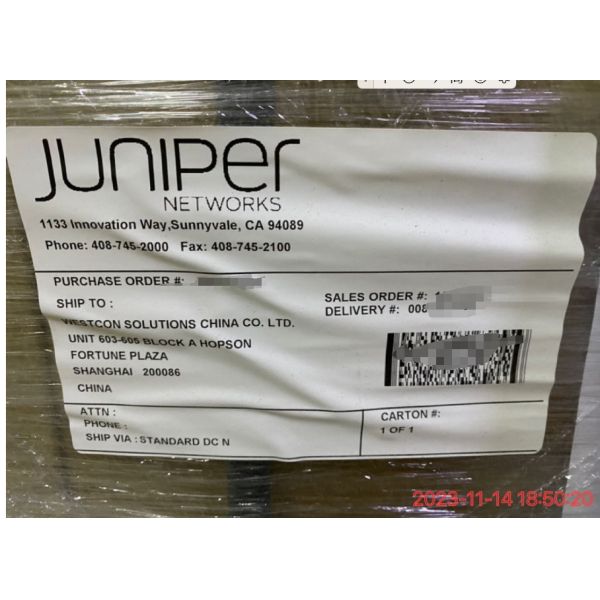 JUNIPER
NETWORKS
1133 Innovation Way,Sunnyvale, CA 94089
Phone: 408-745-2000 Fax: 408-745-2100
PURCHASE ORDER #:
SHIP TO :
WESTCON SOLUTIONS CHINA CO. LTD.
UNIT 603-605 BLOCK A HOPSON
FORTUNE PLAZA
SHANGHAI 200086
CHINA
SALES ORDER #:
DELIVERY #: 008
ATTN :
PHONE:
SHIP VIA : STANDARD DC N
CARTON #:
1 OF 1
2023-11-14 18:50:20